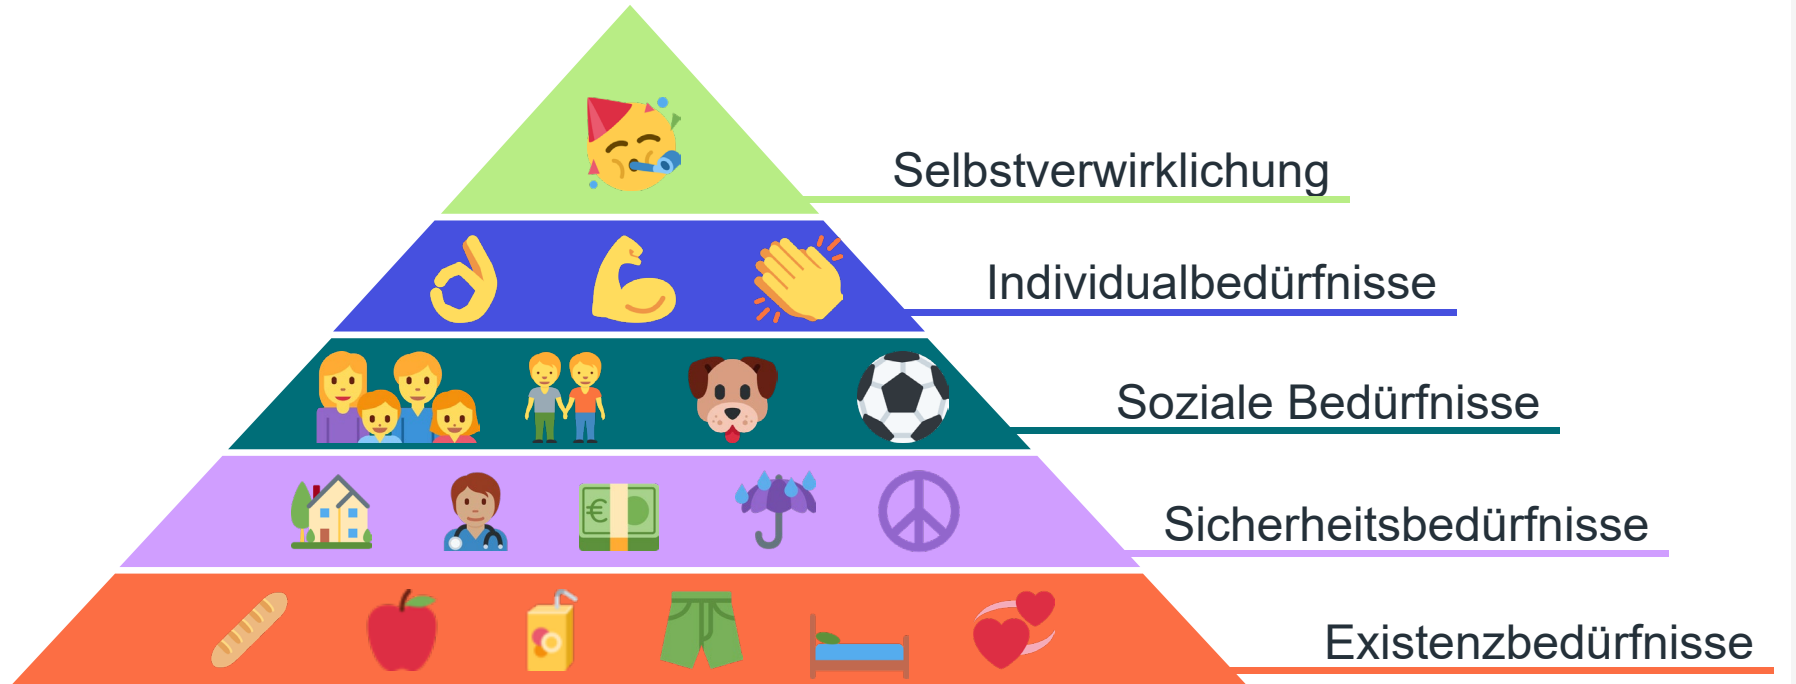 Selbstverwirklichung
Individualbedürfnisse
Soziale Bedürfnisse
Sicherheitsbedürfnisse
€
Existenzbedürfnisse